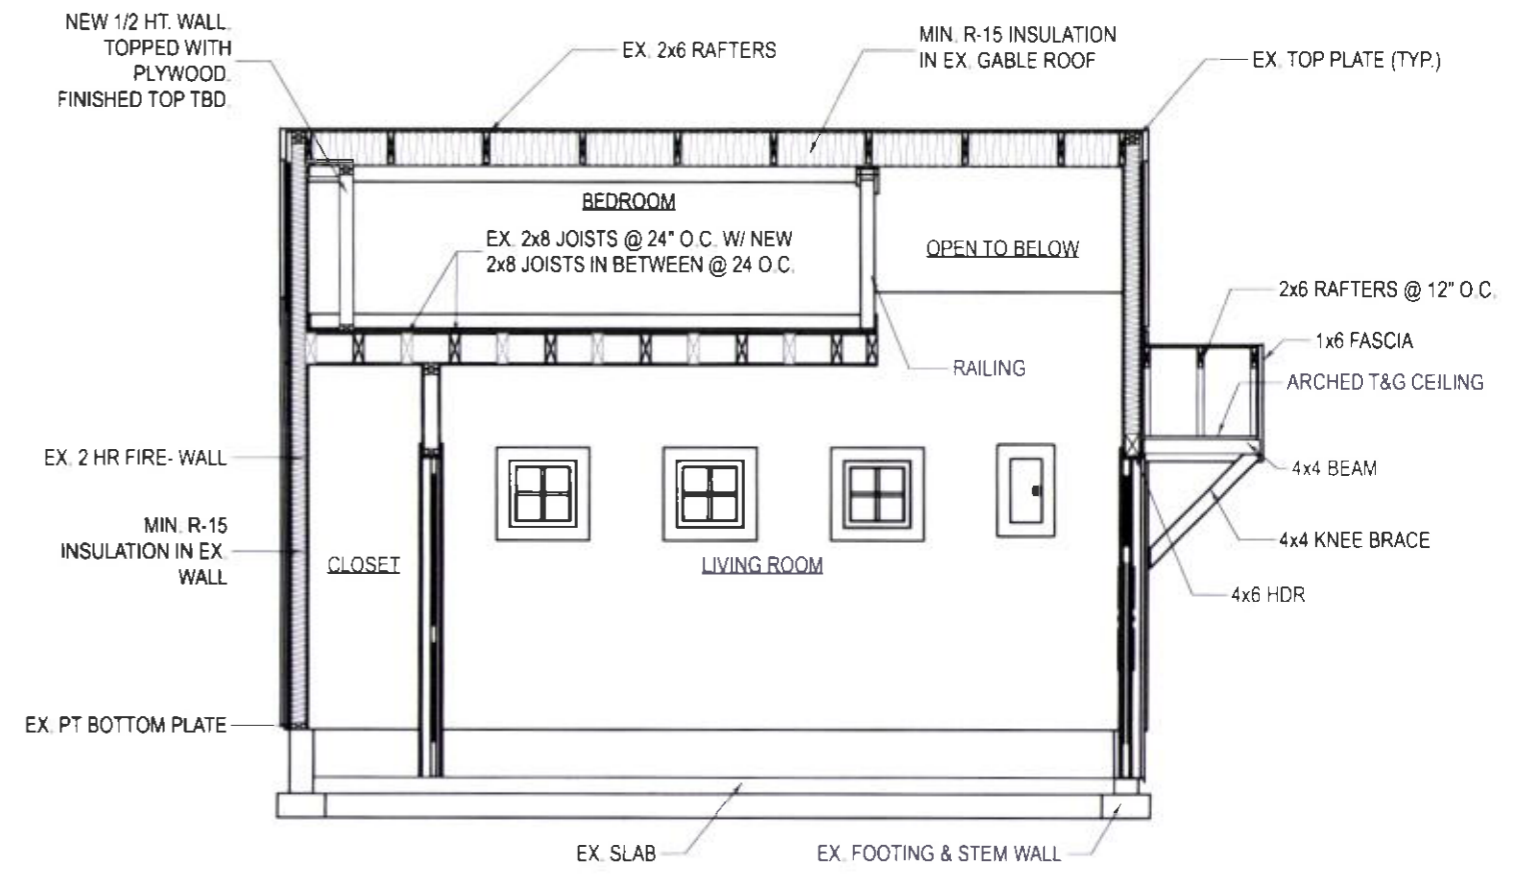 NEW 1/2 HT. WALL.
TOPPED WITH
PLYWOOD.
FINISHED TOP TBD.
EX. 2x6 RAFTERS
MIN. R-15 INSULATION
IN EX. GABLE ROOF
EX. TOP PLATE (TYP.)
BEDROOM
EX. 2x8 JOISTS @ 24" O.C. W/ NEW
2x8 JOISTS IN BETWEEN @ 24 O.C.
OPEN TO BELOW
2x6 RAFTERS @ 12" O.C.
1x6 FASCIA
RAILING
ARCHED T&G CEILING
EX. 2 HR FIRE- WALL
4x4 BEAM
MIN. R-15
INSULATION IN EX.
WALL
CLOSET
LIVING ROOM
4x4 KNEE BRACE
4x6 HDR
EX. PT BOTTOM PLATE
EX. SLAB
EX. FOOTING & STEM WALL